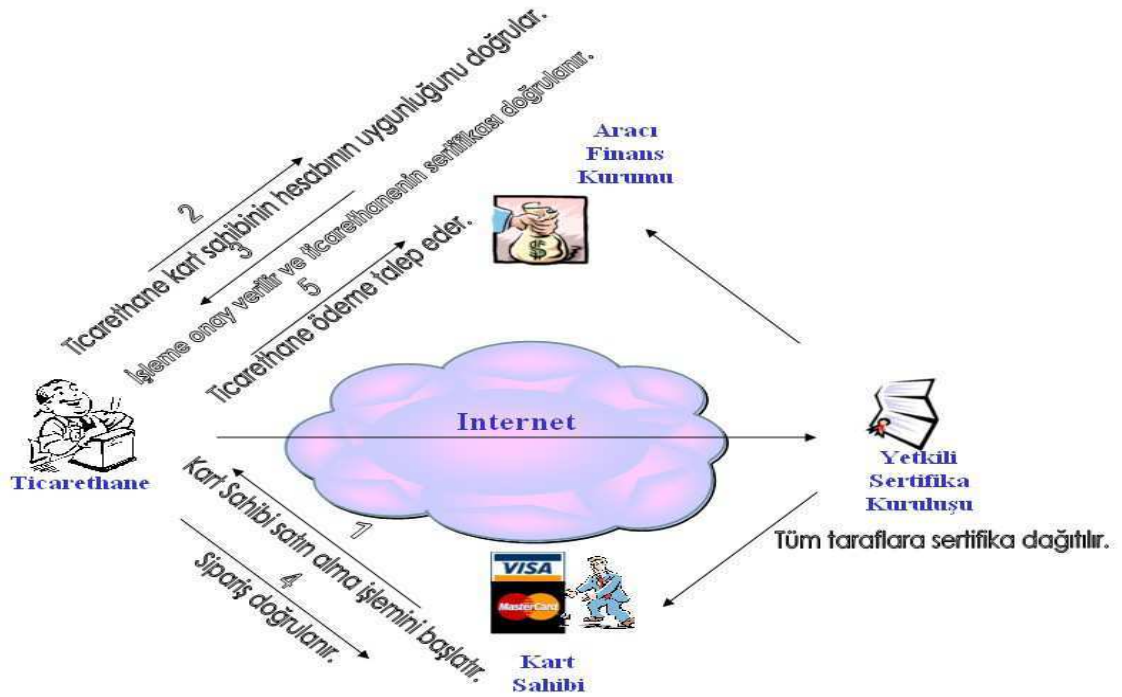 Ticarethane kart sahibinin hesabının uygunluğunu doğrular.
2
İşleme onay verilir ve ticarethanenin sertifikası doğrulanır.
3
Ticarethane ödeme talep eder.
5
Aracı
Finans
Kurumu
$
Internet
Ticarethane
Yetkili
Sertifika
Kuruluşu
Tüm taraflara sertifika dağıtılır.
Kart Sahibi satın alma işlemini başlatır.
1
Sipariş doğrulanır.
4
VISA
MasterCard
Kart
Sahibi